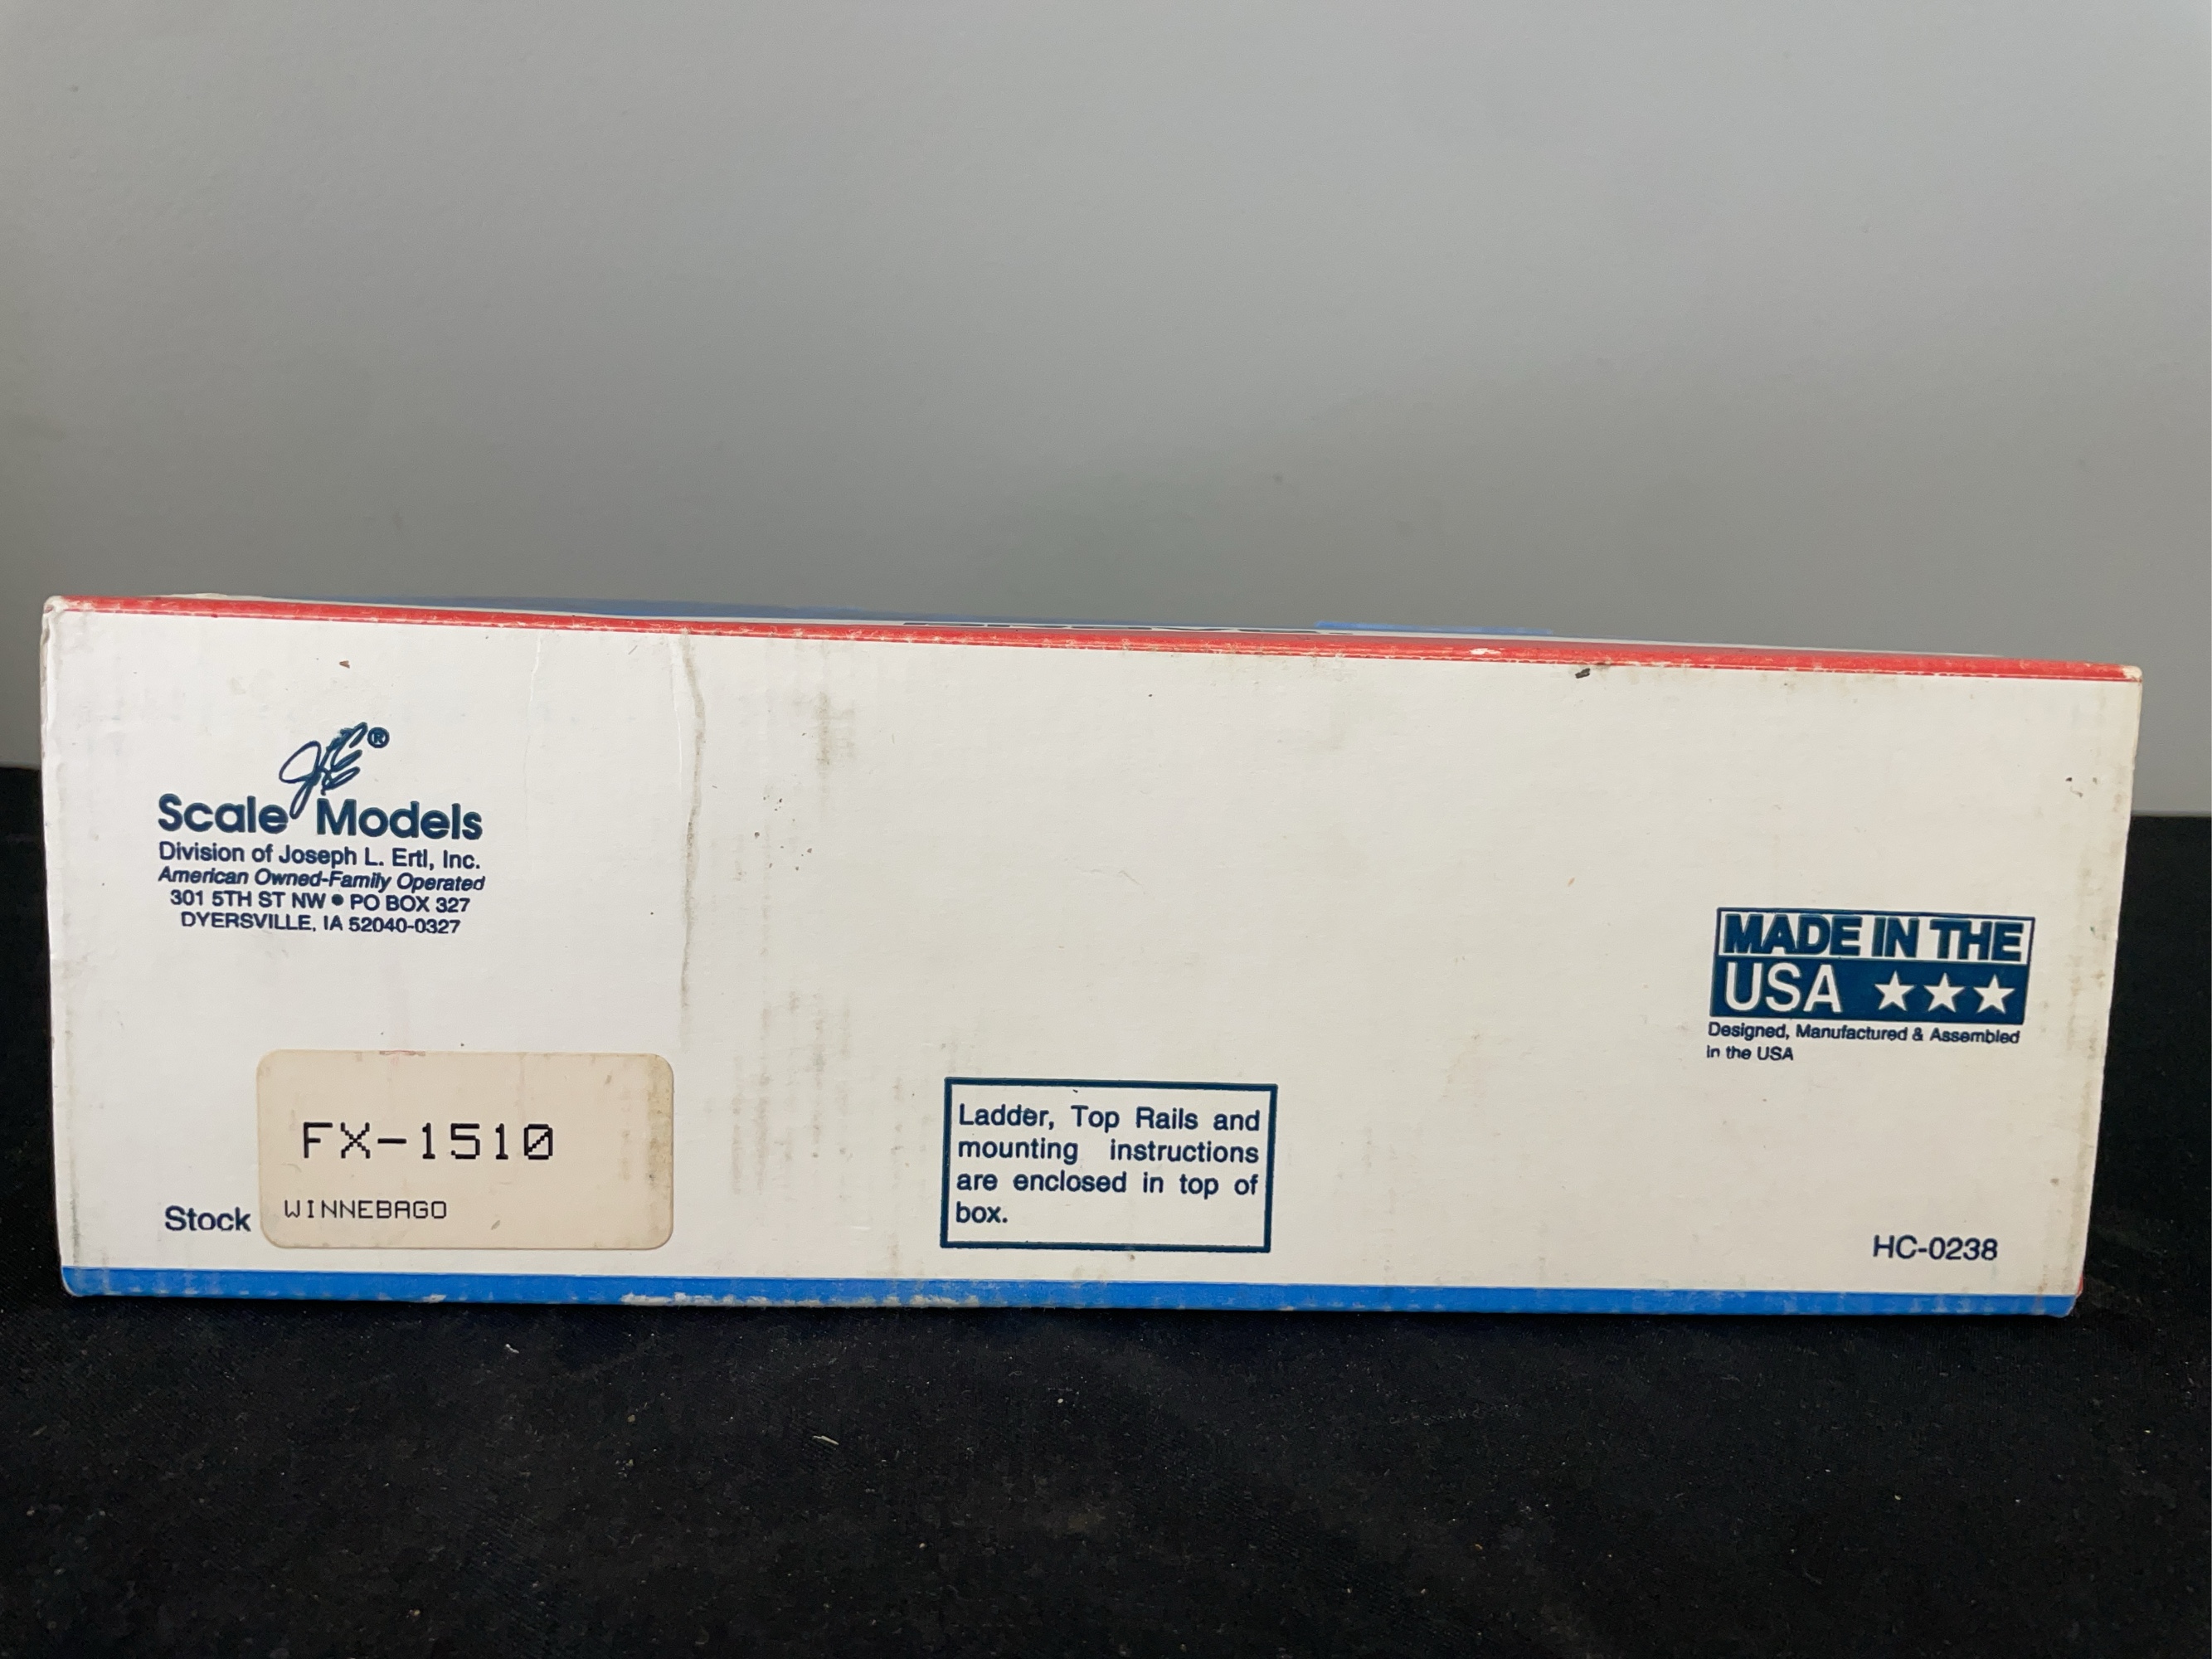 JE®
Scale Models
Division of Joseph L. Ertl, Inc.
American Owned-Family Operated
301 5TH ST NW • PO BOX 327
DYERSVILLE, IA 52040-0327
MADE IN THE
USA ★★★
Designed, Manufactured & Assembled
in the USA
FX-1510
WINNEBAGO
Stock
Ladder, Top Rails and
mounting instructions
are enclosed in top of
box.
HC-0238